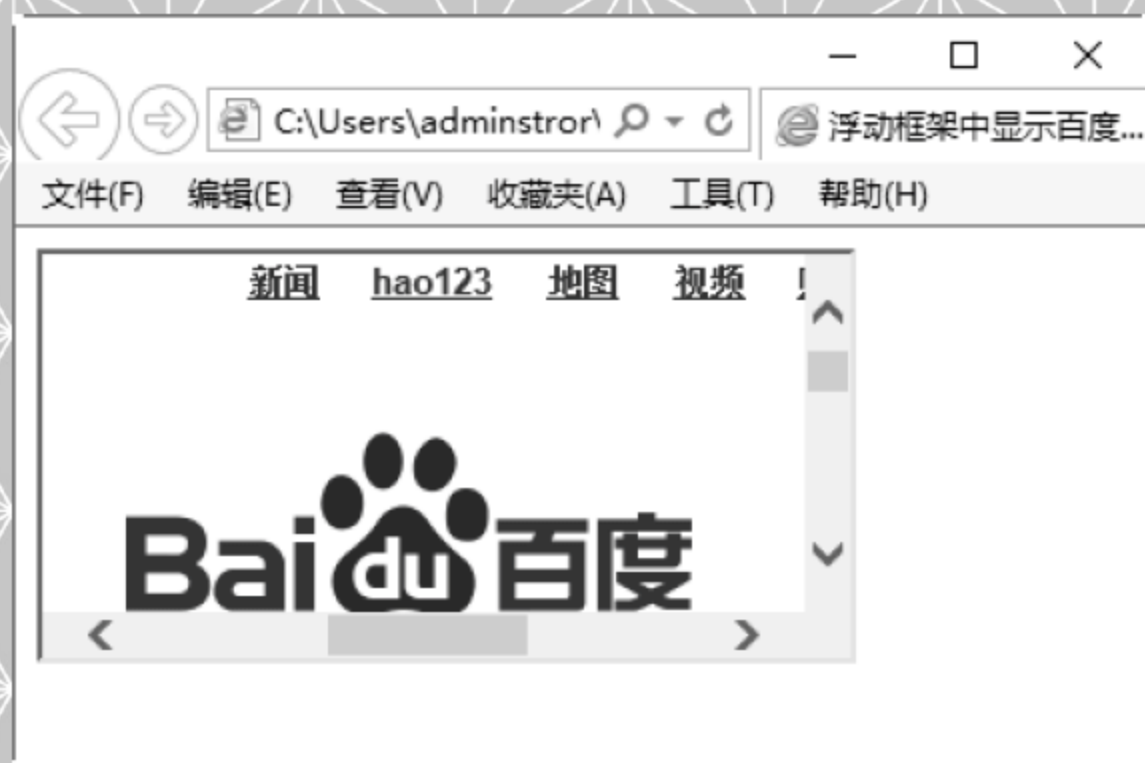 C:\Users\adminstror\ 浮动框架中显示百度...
文件(F) 编辑(E) 查看(V) 收藏夹(A) 工具(T) 帮助(H)
新闻 hao123 地图 视频
Bai du 百度